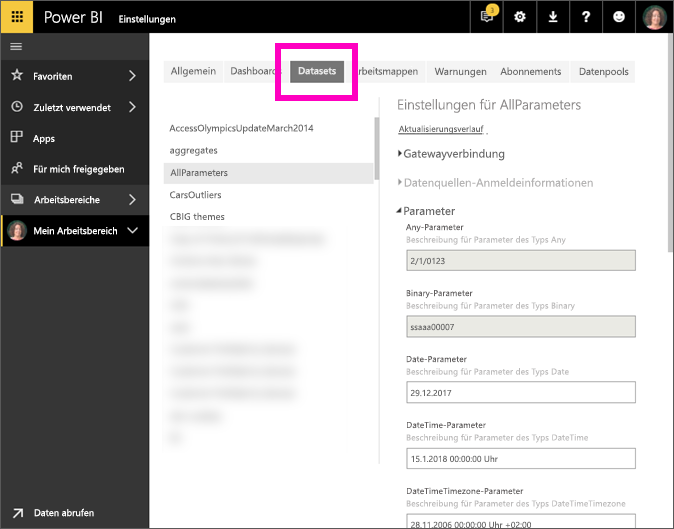 Power BI Einstellungen
3
Favoriten
Zuletzt verwendet
Apps
Für mich freigegeben
Arbeitsbereiche
Mein Arbeitsbereich
Daten abrufen
Allgemein Datasets Warnungen Abonnements Datenpools
AccessOlympicsUpdateMarch2014
aggregates
AllParameters
CarsOutliers
CBIG themes
Einstellungen für AllParameters
Aktualisierungsverlauf
Gatewayverbindung
Datenquellen-Anmeldeinformationen
Parameter
Any-Parameter
Beschreibung für Parameter des Typs Any
2/1/0123
Binary-Parameter
Beschreibung für Parameter des Typs Binary
ssaaa00007
Date-Parameter
Beschreibung für Parameter des Typs Date
29.12.2017
DateTime-Parameter
Beschreibung für Parameter des Typs DateTime
15.1.2018 00:00:00 Uhr
DateTimeTimezone-Parameter
Beschreibung für Parameter des Typs DateTimeTimezone
28.11.2006 00:00:00 Uhr +02:00